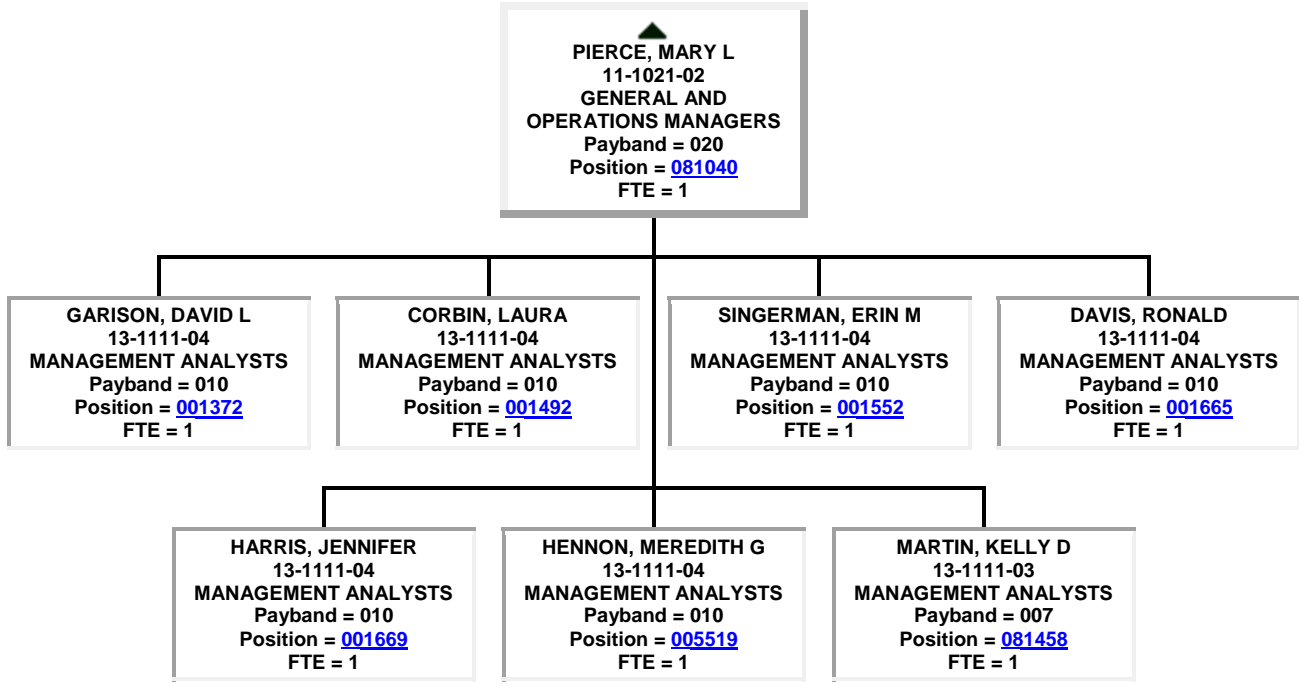 PIERCE, MARY L
11-1021-02
GENERAL AND
OPERATIONS MANAGERS
Payband = 020
Position = 081040
FTE = 1
GARISON, DAVID L
13-1111-04
MANAGEMENT ANALYSTS
Payband = 010
Position = 001372
FTE = 1
CORBIN, LAURA
13-1111-04
MANAGEMENT ANALYSTS
Payband = 010
Position = 001492
FTE = 1
SINGERMAN, ERIN M
13-1111-04
MANAGEMENT ANALYSTS
Payband = 010
Position = 001552
FTE = 1
DAVIS, RONALD
13-1111-04
MANAGEMENT ANALYSTS
Payband = 010
Position = 001665
FTE = 1
HARRIS, JENNIFER
13-1111-04
MANAGEMENT ANALYSTS
Payband = 010
Position = 001669
FTE = 1
HENNON, MEREDITH G
13-1111-04
MANAGEMENT ANALYSTS
Payband = 010
Position = 005519
FTE = 1
MARTIN, KELLY D
13-1111-03
MANAGEMENT ANALYSTS
Payband = 007
Position = 081458
FTE = 1